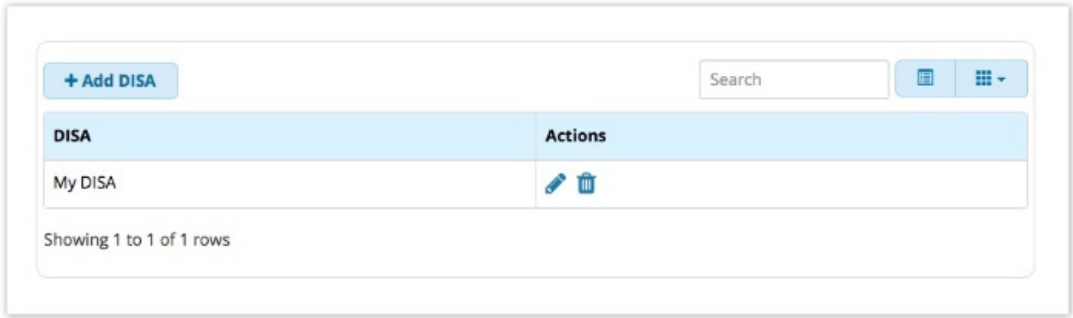 + Add DISA
Search
DISA Actions
My DISA
Showing 1 to 1 of 1 rows